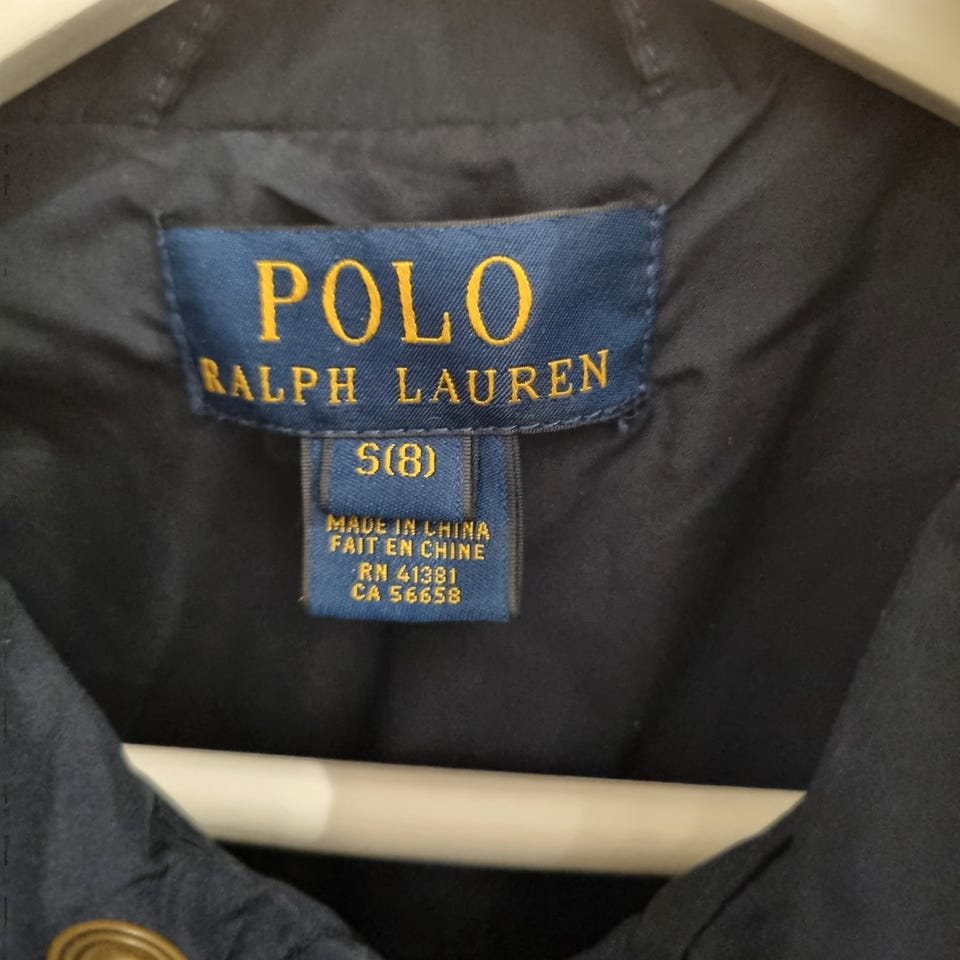 POLO
RALPH LAUREN
S(8)
MADE IN CHINA
FAIT EN CHINE
RN 41381
CA 56658